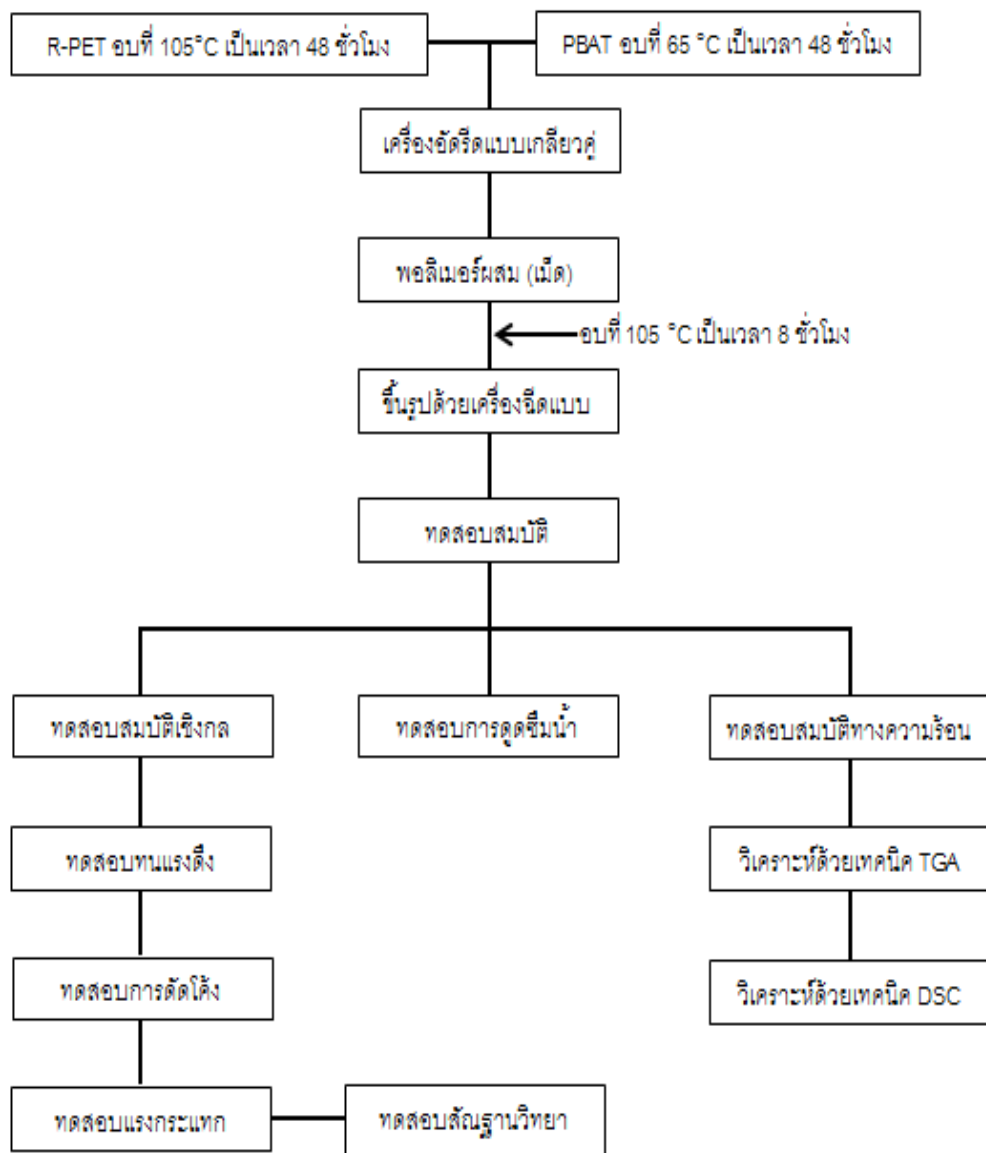 R-PET อบที่ 105°C เป็นเวลา 48 ชั่วโมง
PBAT อบที่ 65 °C เป็นเวลา 48 ชั่วโมง
เครื่องอัดรีดแบบเกลียวคู่
พอลิเมอร์ผสม (เม็ด)
อบที่ 105 °C เป็นเวลา 8 ชั่วโมง
ขึ้นรูปด้วยเครื่องฉีดแบบ
ทดสอบสมบัติ
ทดสอบสมบัติเชิงกล
ทดสอบการดูดซึมน้ำ
ทดสอบสมบัติทางความร้อน
ทดสอบทนแรงดึง
วิเคราะห์ด้วยเทคนิค TGA
ทดสอบการดัดโค้ง
วิเคราะห์ด้วยเทคนิค DSC
ทดสอบแรงกระแทก
ทดสอบสัณฐานวิทยา